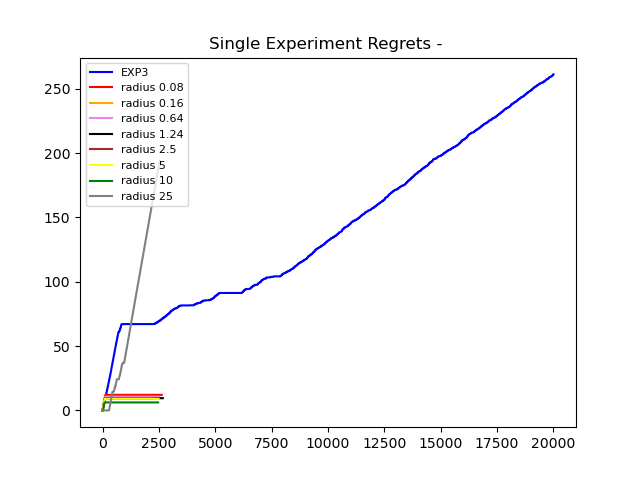 Single Experiment Regrets -
EXP3
radius 0.08
radius 0.16
radius 0.64
radius 1.24
radius 2.5
radius 5
radius 10
radius 25
250
200
150
100
50
0
0 2500 5000 7500 10000 12500 15000 17500 20000